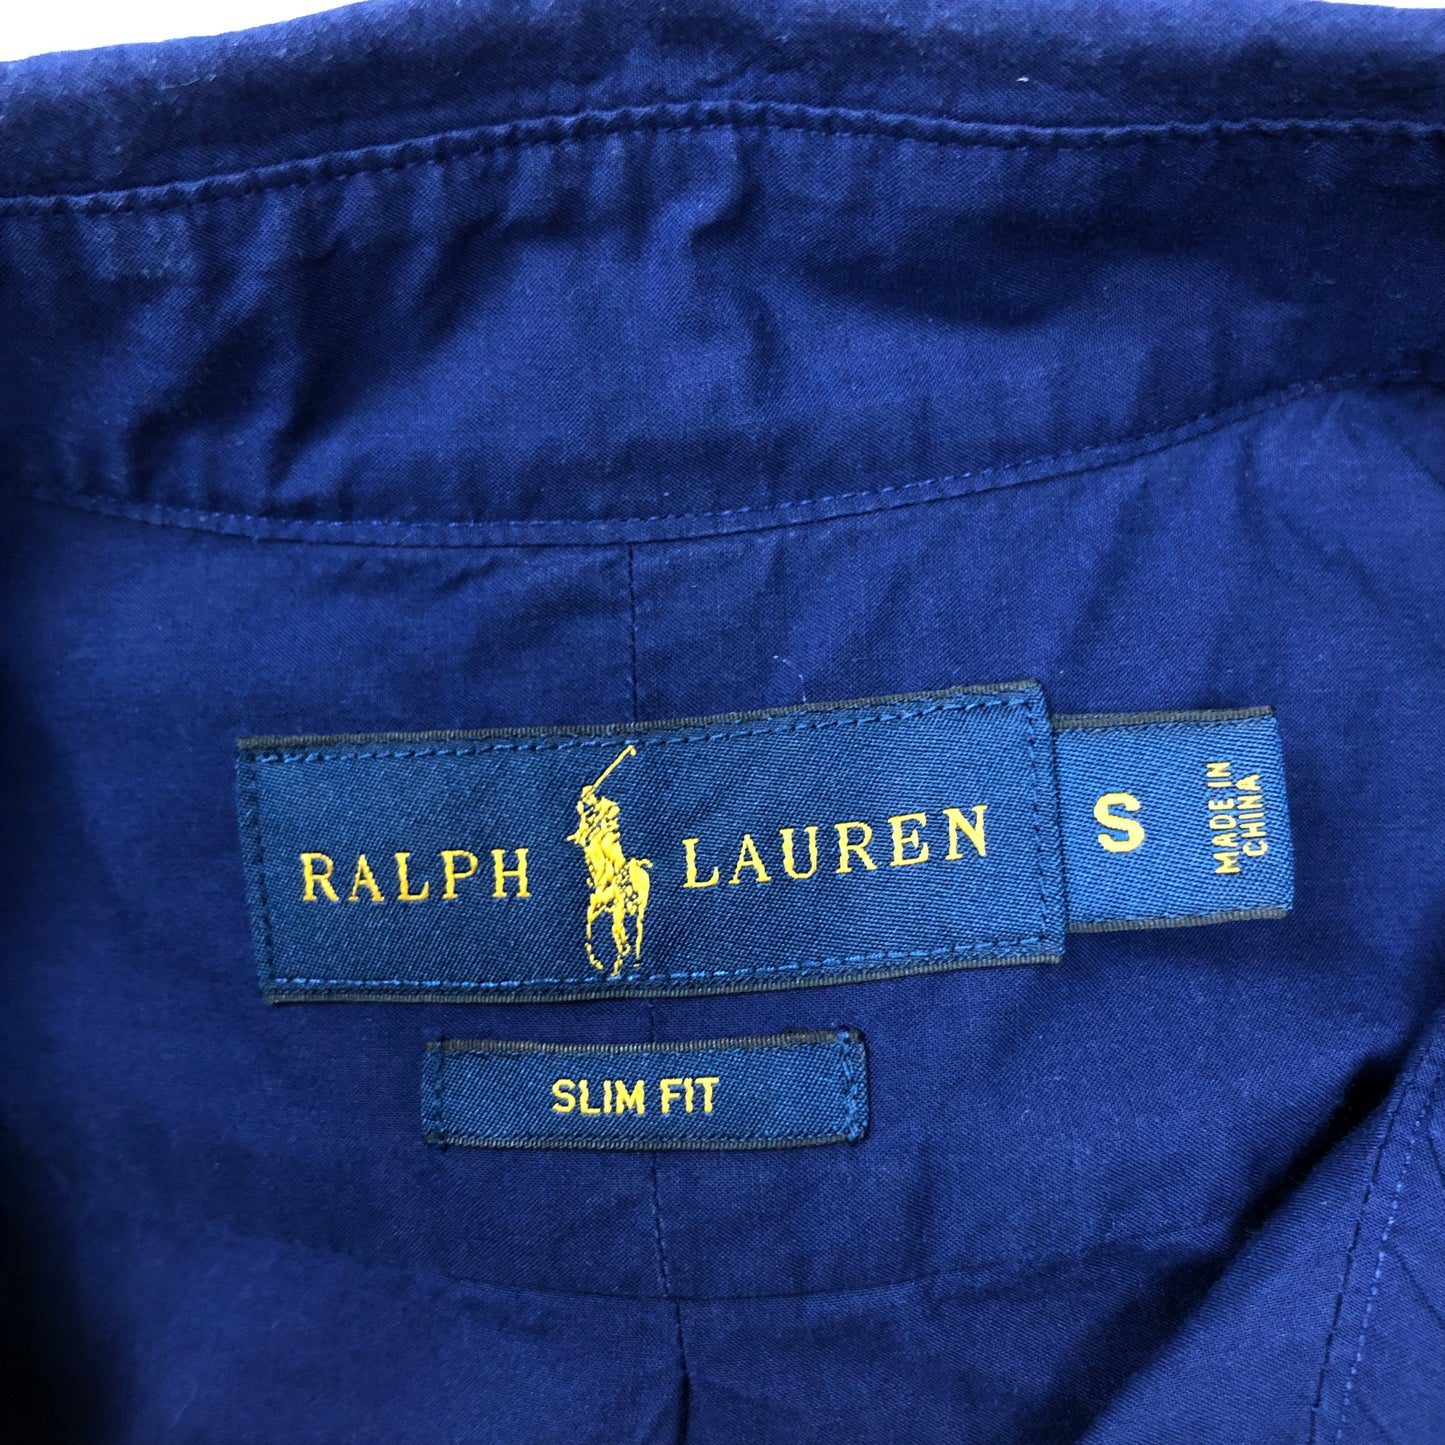 RALPH LAUREN
S
MADE IN
CHINA
SLIM FIT